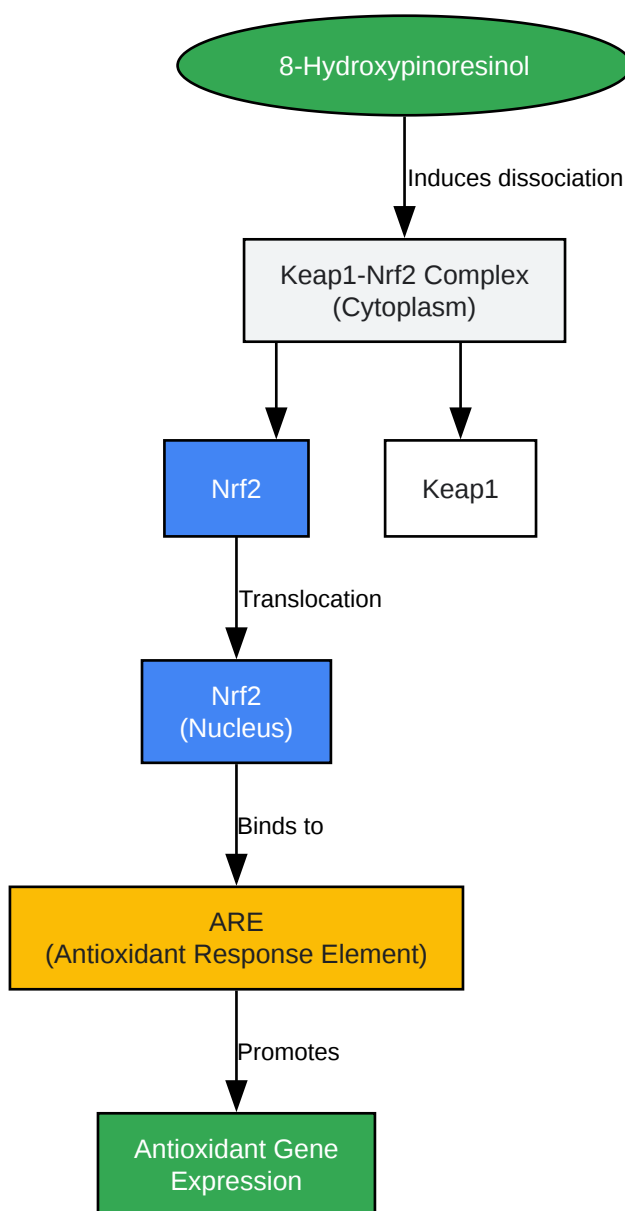 8-Hydroxypinoresinol
Induces dissociation
Keap1-Nrf2 Complex
(Cytoplasm)
Nrf2
Keap1
Translocation
Nrf2
(Nucleus)
Binds to
ARE
(Antioxidant Response Element)
Promotes
Antioxidant Gene
Expression